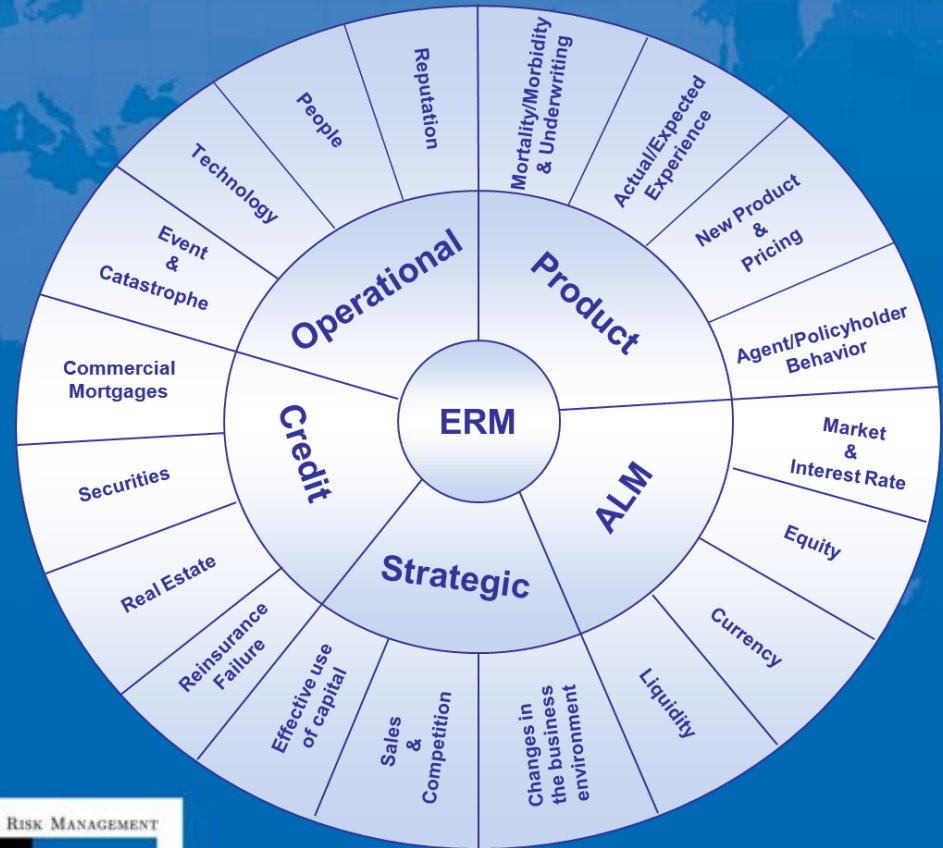 ERM
Product
ALM
Strategic
Credit
Operational
Mortality/Morbidity
& Underwriting
Actual/Expected
Experience
New Product
&
Pricing
Agent/Policyholder
Behavior
Market
&
Interest Rate
Equity
Currency
Liquidity
Changes in
the business
environment
Sales
&
Competition
Effective use
of capital
Reinsurance
Failure
Real Estate
Securities
Commercial
Mortgages
Event
&
Catastrophe
Technology
People
Reputation
RISK MANAGEMENT